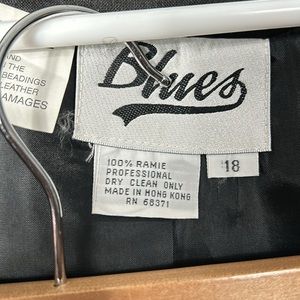 AND
IN THE
BEADINGS
LEATHER
AMAGES
Blues
100% RAMIE
PROFESSIONAL
DRY CLEAN ONLY
MADE IN HONG KONG
RN 68371
18